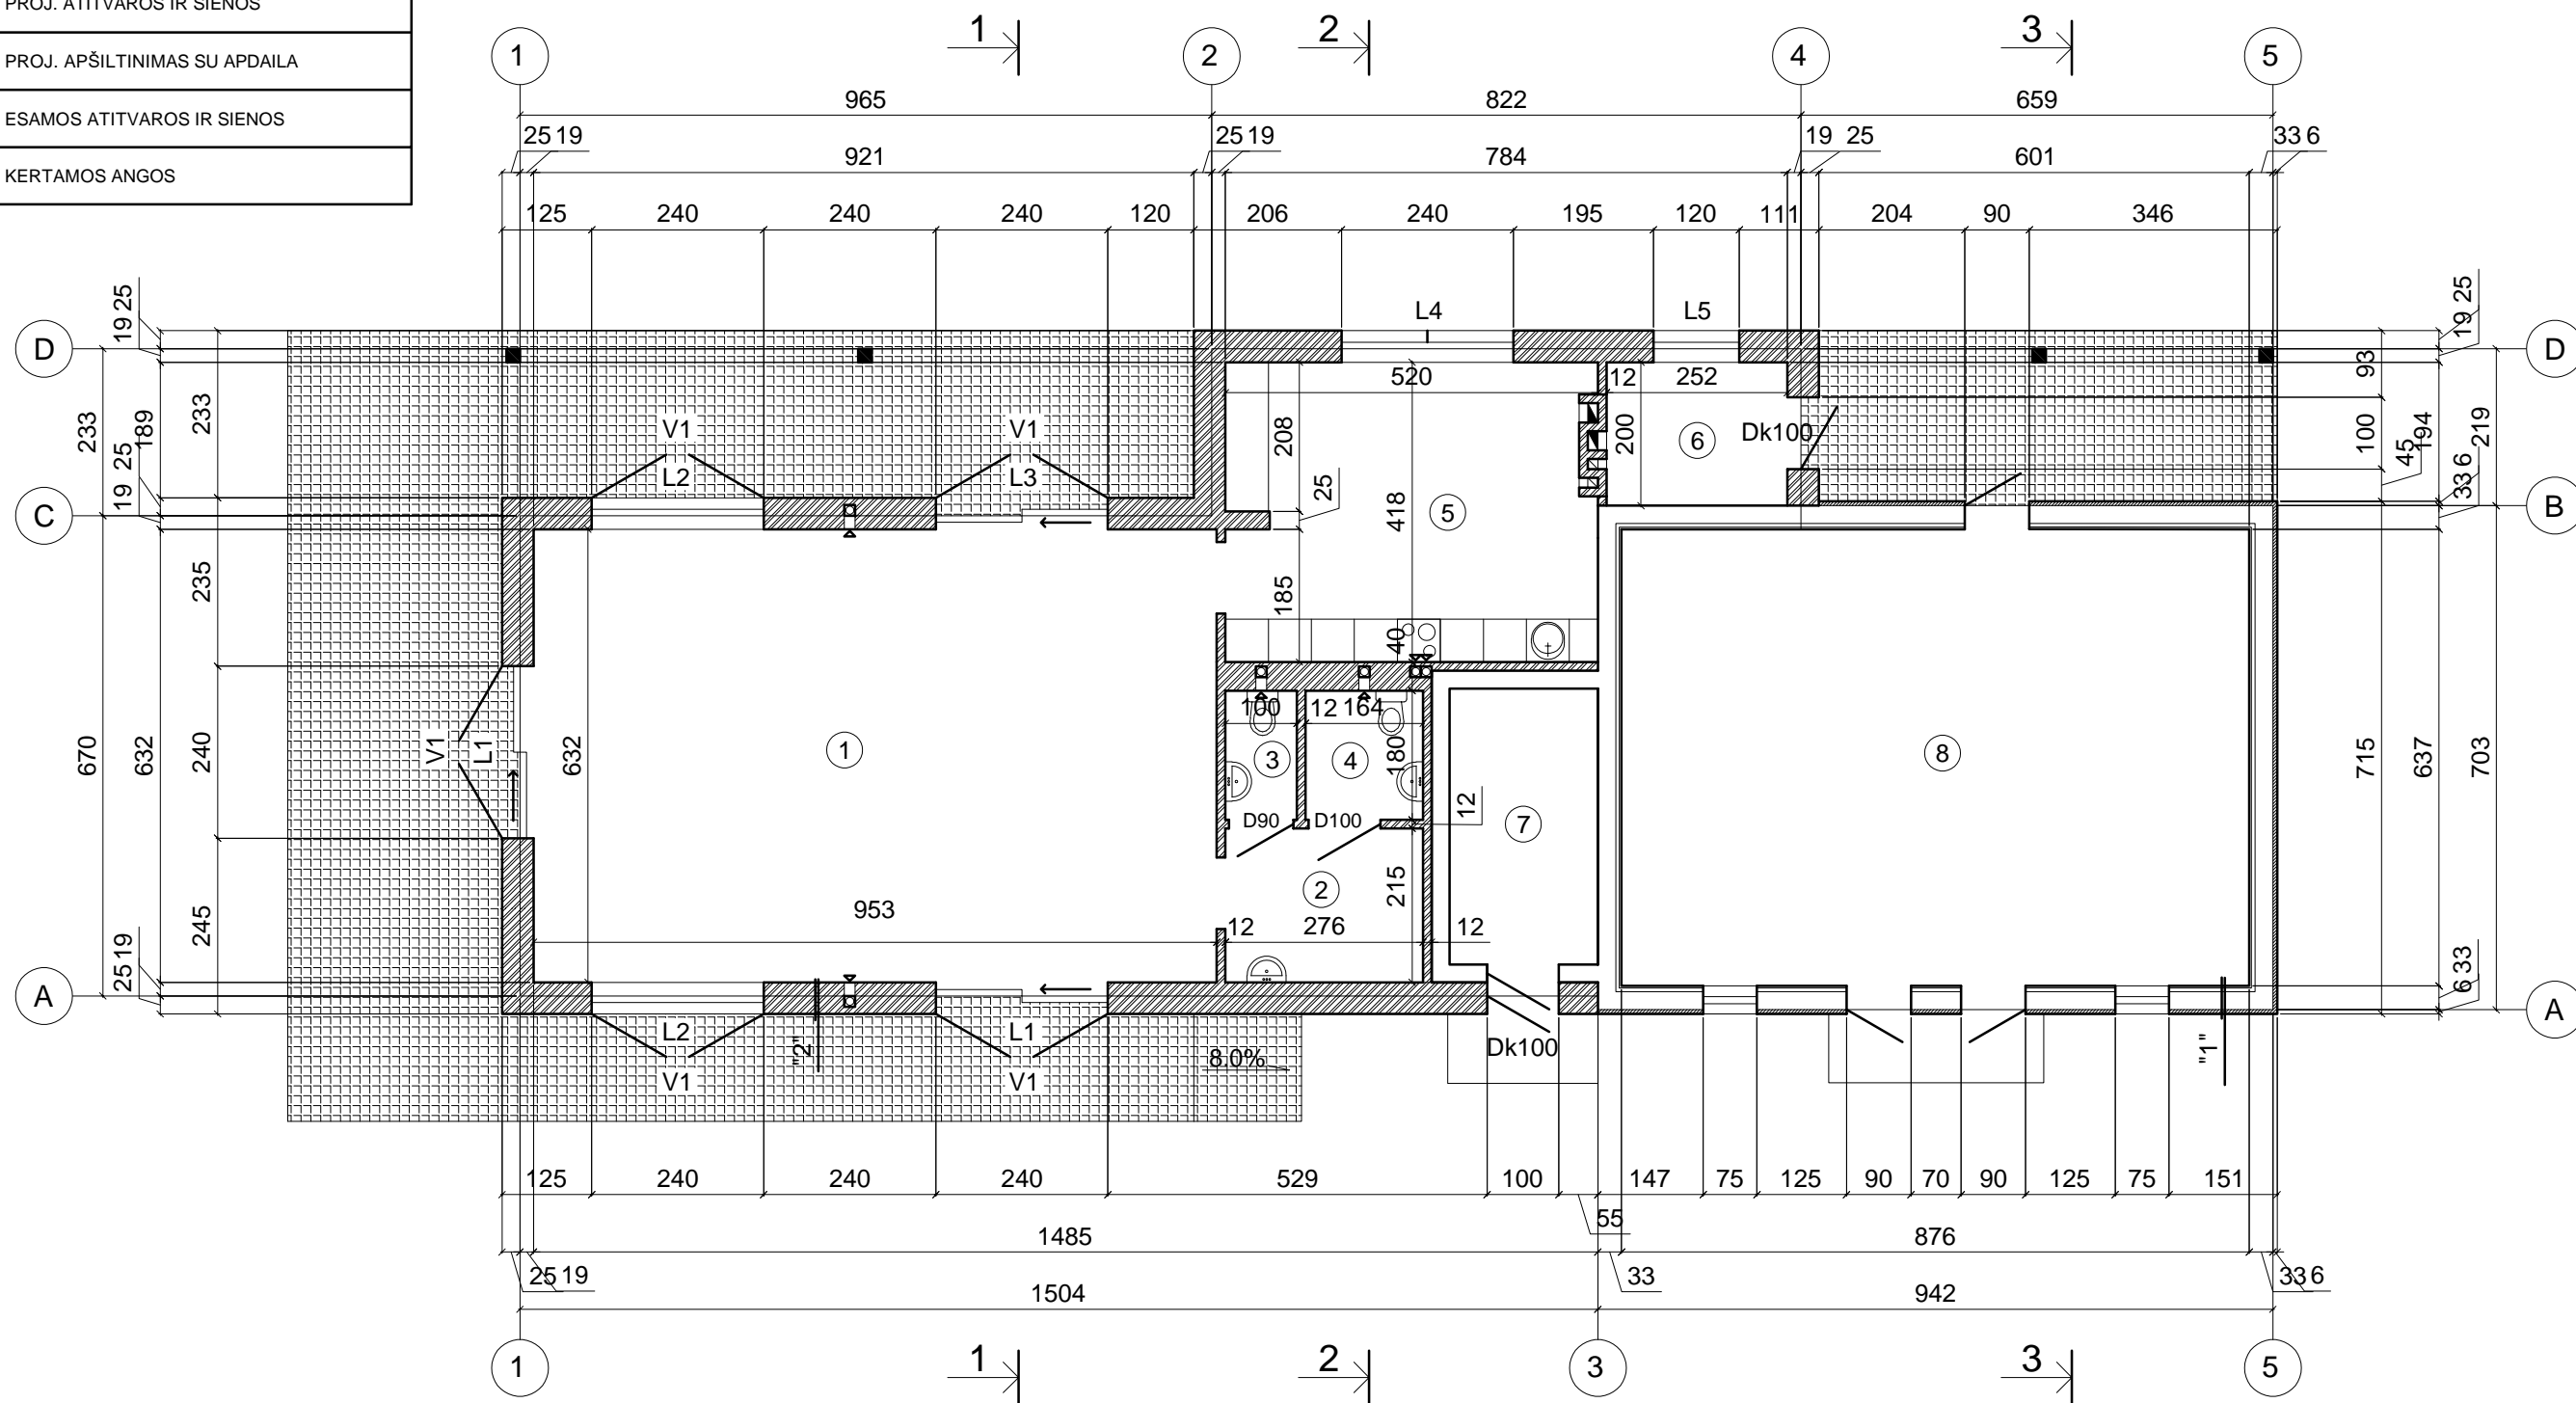 PROJ. ATITVAROS IR SIENOS
PROJ. APŠILTINIMAS SU APDAILA
ESAMOS ATITVAROS IR SIENOS
KERTAMOS ANGOS
1 2 3
1 2 4 5
965 822 659
25 19 25 19 19 25 33 6
921 784 601
125 240 240 240 120 206 240 195 120 111 204 90 346
L4 L5
D D
19 25 19 25
233 189 233 93 100 194 219
520 12 252
208 200
V1 V1
L2 L3
6 Dk100
45
19 25 33 6
C B
25
418 5
235 185 40
100 12 164
670 632 240 235 245
V1 L1 632
1 3 4 180 8
715 637 703
D90 D100 12 7
2 215
953 12 276 12
25 19 6 33
A A
L2 L1
V1 V1
"2" 8.0% Dk100 "1"
125 240 240 240 529 100 147 75 125 90 70 90 125 75 151
55
1485 876
25 19 33 33 6
1504 942
1 3 5
1 2 3